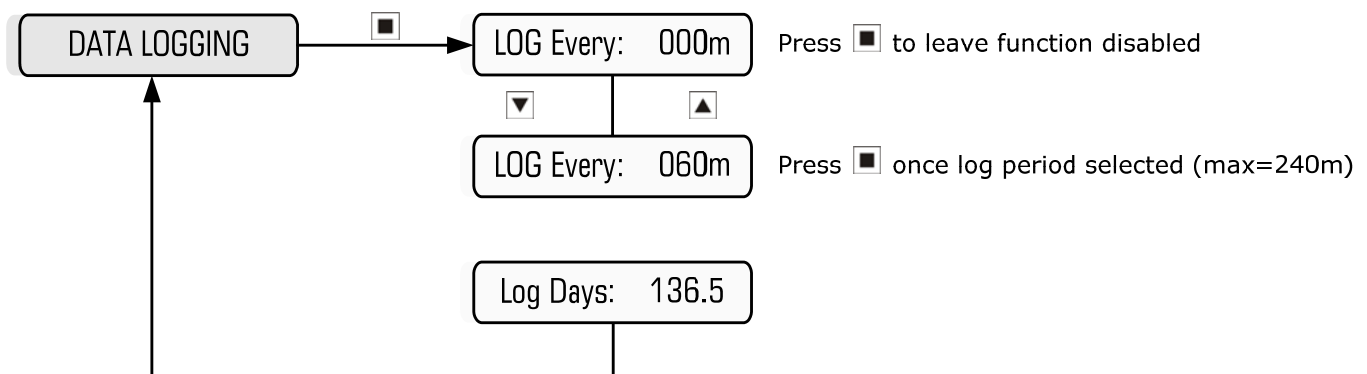 DATA LOGGING
LOG Every: 000m
Press to leave function disabled
LOG Every: 060m
Press once log period selected (max=240m)
Log Days: 136.5